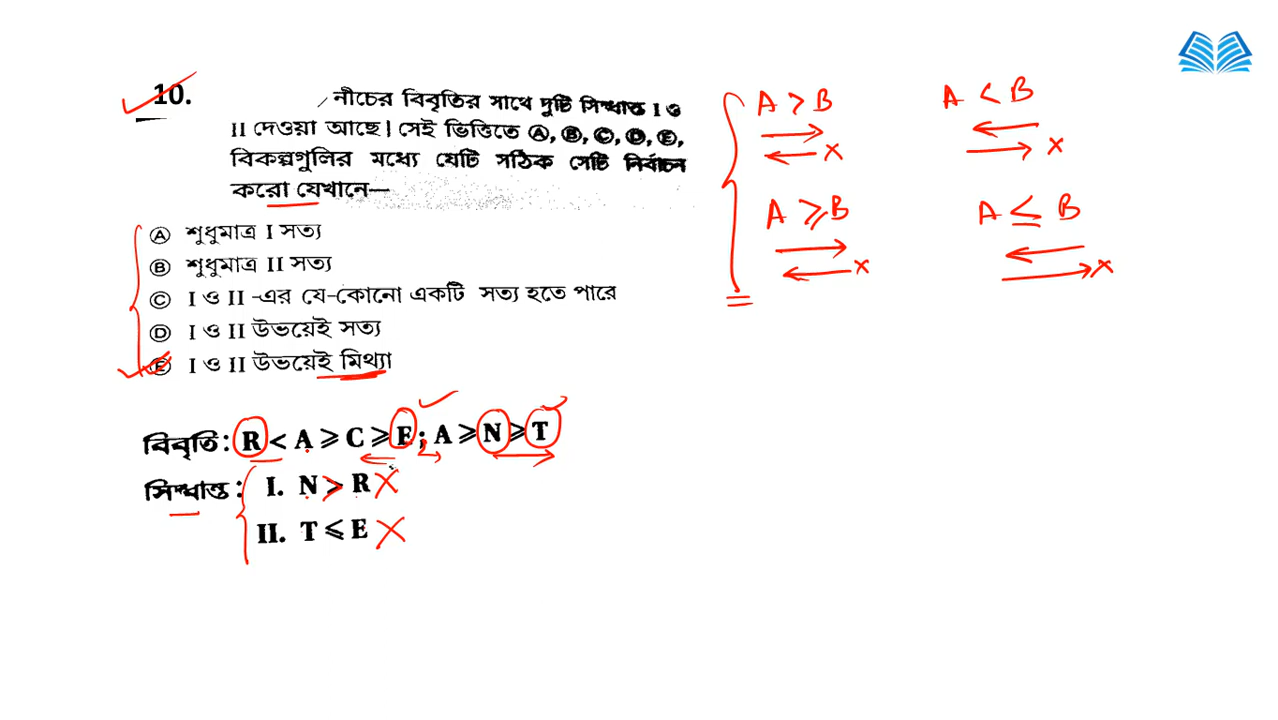 10.
নীচের বিবৃতির সাথে দুটি সিদ্ধান্ত I ও
II দেওয়া আছে। সেই ভিত্তিতে Ⓐ, Ⓑ, Ⓒ, Ⓓ, Ⓔ,
বিকল্পগুলির মধ্যে যেটি সঠিক সেটি নির্বাচন
করো যেখানে—
Ⓐ শুধুমাত্র I সত্য
Ⓑ শুধুমাত্র II সত্য
Ⓒ I ও II -এর যে-কোনো একটি সত্য হতে পারে
Ⓓ I ও II উভয়েই সত্য
Ⓔ I ও II উভয়েই মিথ্যা
বিবৃতি: R < A ⩾ C ⩾ E ; A ⩾ N ⩾ T
সিদ্ধান্ত: I. N > R X
II. T ⩽ E X
A > B A < B
X X
A ⩾ B A ≤ B
X X